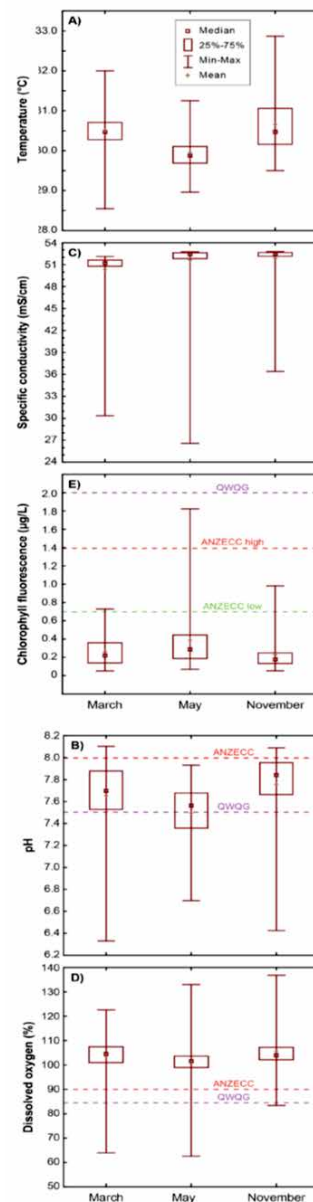 A)
Median
25%-75%
Min-Max
Mean
Temperature (°C)
33.0
32.0
31.0
30.0
29.0
28.0
C)
Specific conductivity (mS/cm)
54
51
48
45
42
39
36
33
30
27
24
E)
Chlorophyll fluorescence (µg/L)
2.0
1.8
1.6
1.4
1.2
1.0
0.8
0.6
0.4
0.2
0
QWQG
ANZECC high
ANZECC low
March
May
November
B)
pH
8.2
8.0
7.8
7.6
7.4
7.2
7.0
6.8
6.6
6.4
6.2
ANZECC
QWQG
D)
Dissolved oxygen (%)
140
130
120
110
100
90
80
70
60
50
ANZECC
QWQG
March
May
November